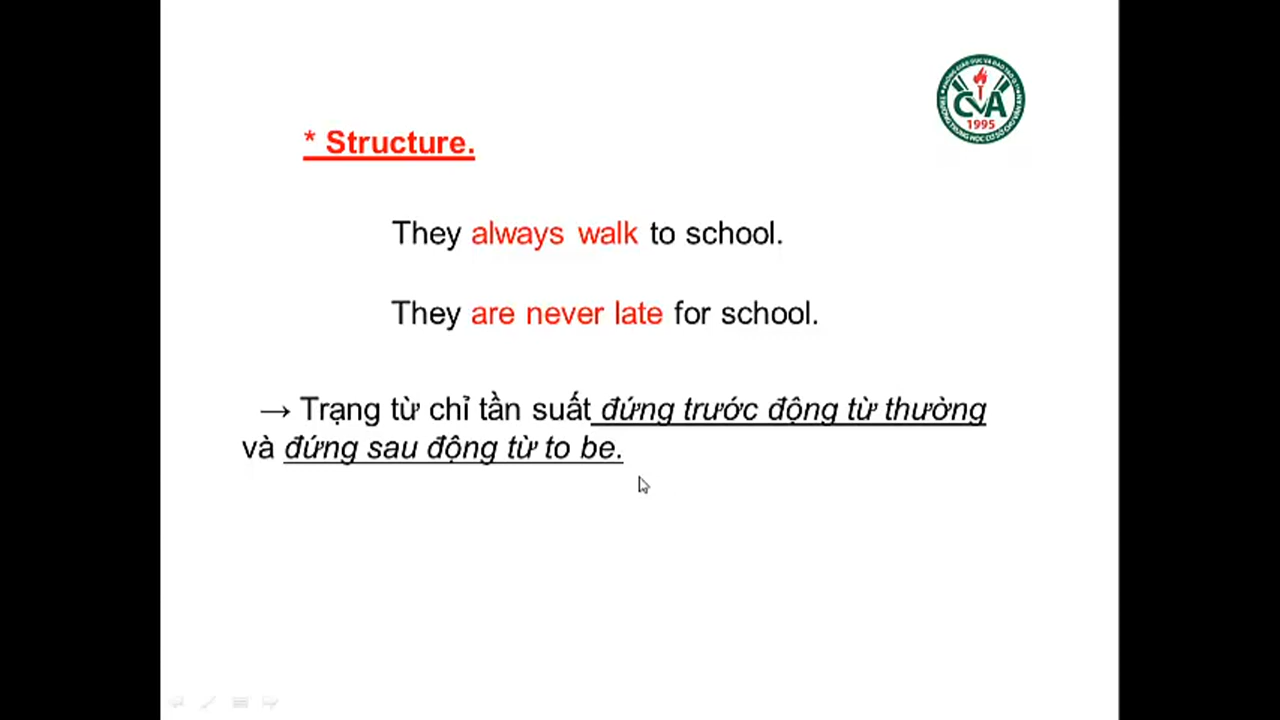 CVA
1995
* Structure.
They always walk to school.
They are never late for school.
→ Trạng từ chỉ tần suất đứng trước động từ thường
và đứng sau động từ to be.